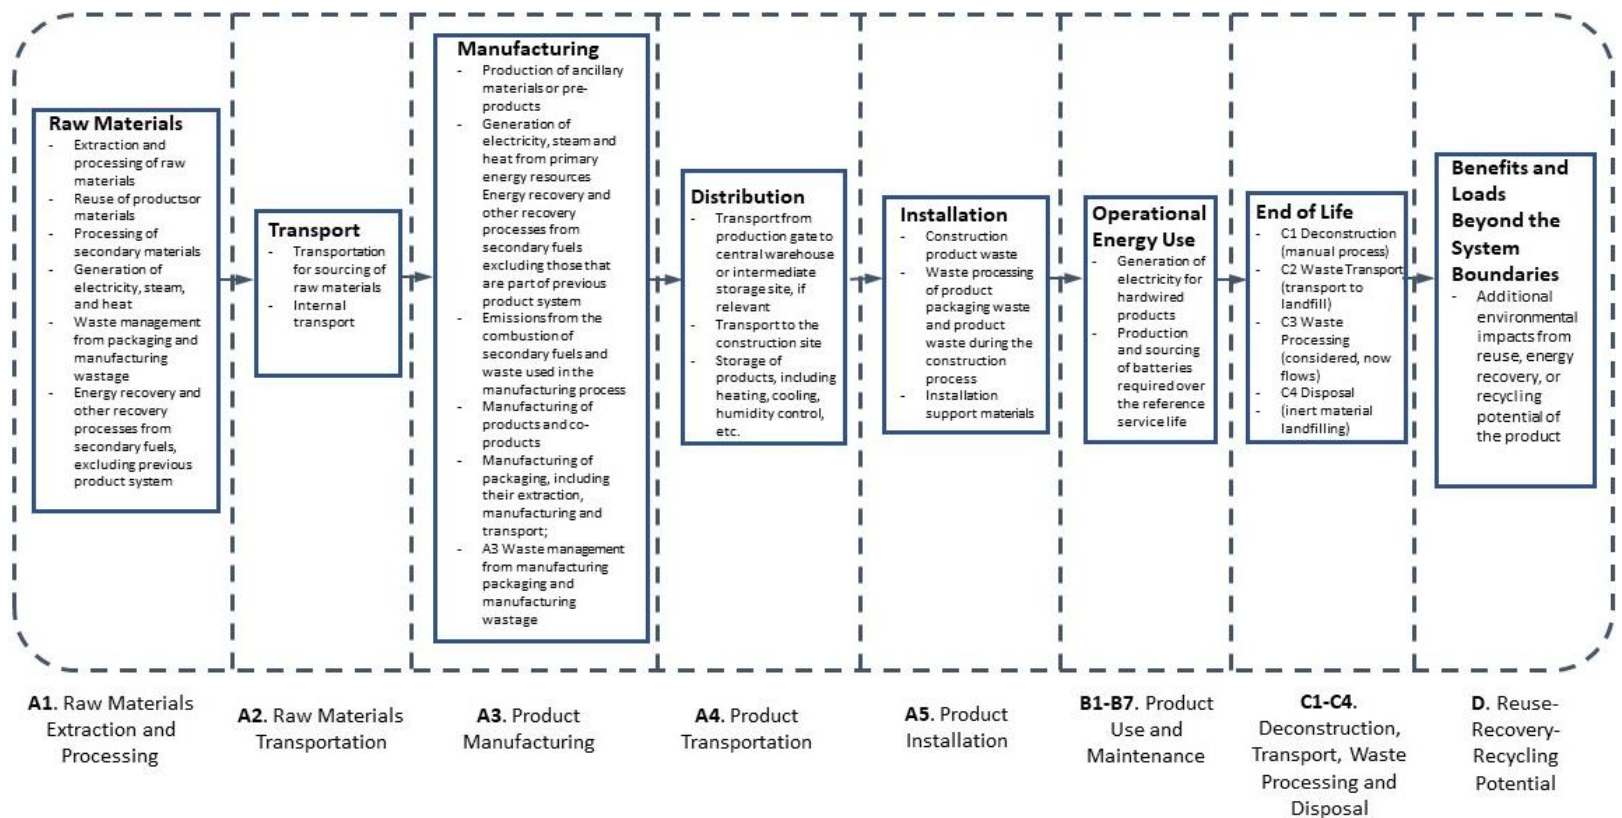 Raw Materials
- Extraction and
processing of raw
materials
- Reuse of productsor
materials
- Processing of
secondary materials
- Generation of
electricity, steam,
and heat
- Waste management
from packaging and
manufacturing
wastage
- Energy recovery and
other recovery
processes from
secondary fuels,
excluding previous
product system
Transport
- Transportation
for sourcing of
raw materials
- Internal
transport
Manufacturing
- Production of ancillary
materials or pre-
products
- Generation of
electricity, steam and
heat from primary
energy resources
Energy recovery and
other recovery
processes from
secondary fuels
excluding those that
are part of previous
product system
- Emissions from the
combustion of
secondary fuels and
waste used in the
manufacturing process
- Manufacturing of
products and co-
products
- Manufacturing of
packaging, including
their extraction,
manufacturing and
transport;
- A3 Waste management
from manufacturing
packaging and
manufacturing
wastage
Distribution
- Transport from
production gate to
central warehouse
or intermediate
storage site, if
relevant
- Transport to the
construction site
- Storage of
products, including
heating, cooling,
humidity control,
etc.
Installation
- Construction
product waste
- Waste processing
of product
packaging waste
and product
waste during the
construction
process
- Installation
support materials
Operational
Energy Use
- Generation of
electricity for
hardwired
products
- Production
and sourcing
of batteries
required over
the reference
service life
End of Life
- C1 Deconstruction
(manual process)
- C2 Waste Transport
(transport to
landfill)
- C3 Waste
Processing
(considered, now
flows)
- C4 Disposal
- (inert material
landfilling)
Benefits and
Loads
Beyond the
System
Boundaries
- Additional
environmental
impacts from
reuse, energy
recovery, or
recycling
potential of
the product
A1. Raw Materials
Extraction and
Processing
A2. Raw Materials
Transportation
A3. Product
Manufacturing
A4. Product
Transportation
A5. Product
Installation
B1-B7. Product
Use and
Maintenance
C1-C4.
Deconstruction,
Transport, Waste
Processing and
Disposal
D. Reuse-
Recovery-
Recycling
Potential